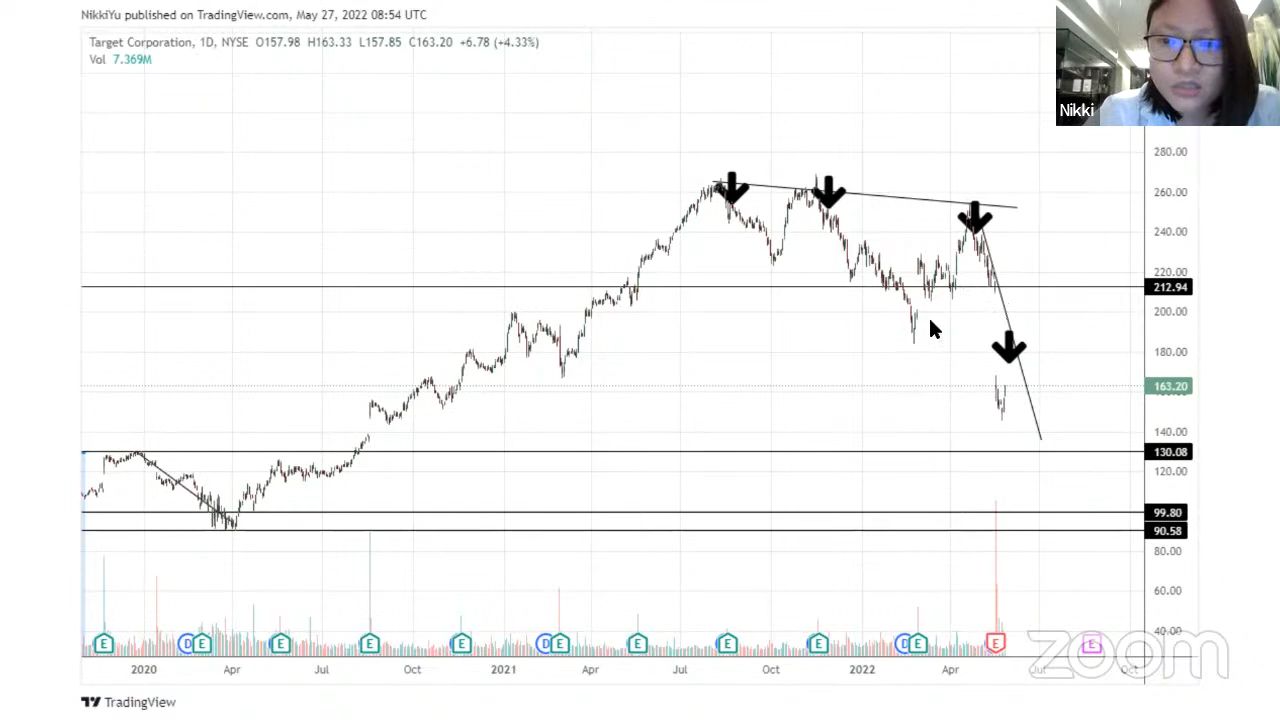 NikkiYu published on TradingView.com, May 27, 2022 08:54 UTC
Target Corporation, 1D, NYSE O157.98 H163.33 L157.85 C163.20 +6.78 (+4.33%)
Vol 7.369M
Nikki
280.00
260.00
240.00
220.00
212.94
200.00
180.00
163.20
140.00
130.08
120.00
99.80
90.58
80.00
60.00
40.00
E D E E E E D E E E E D E E E
zoom
2020 Apr Jul Oct 2021 Apr Jul Oct 2022 Apr Jul Oct
TradingView